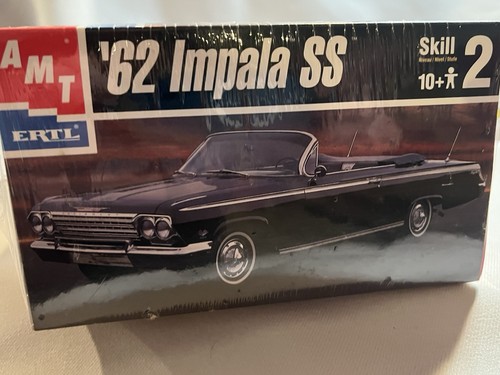 AMT
ERTL
'62 Impala SS
Skill
10+
2